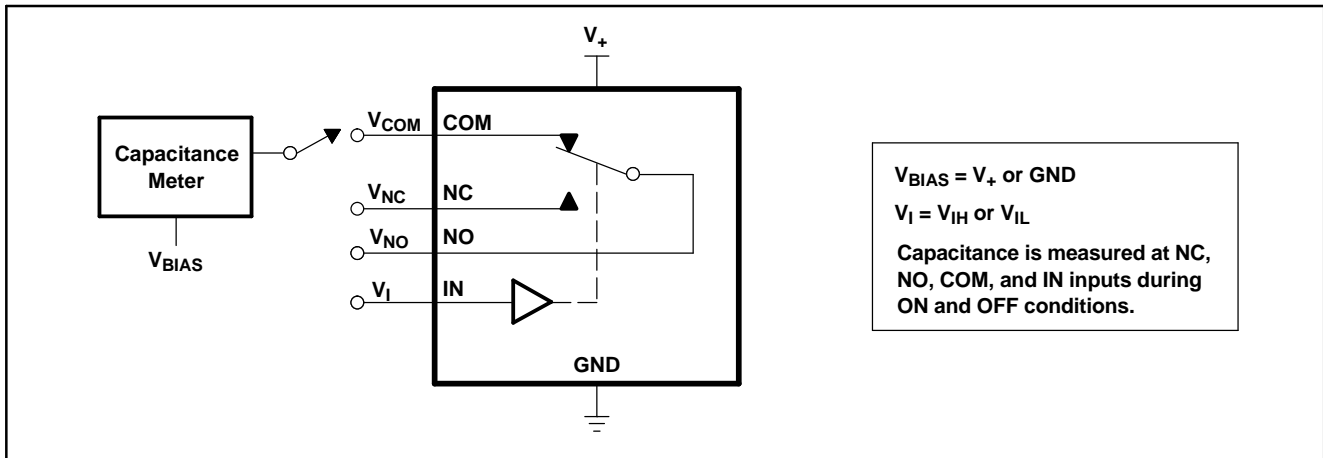 V+
Capacitance
Meter
VBIAS
VCOM COM
VNC NC
VNO NO
VI IN
GND
VBIAS = V+ or GND
VI = VIH or VIL
Capacitance is measured at NC,
NO, COM, and IN inputs during
ON and OFF conditions.